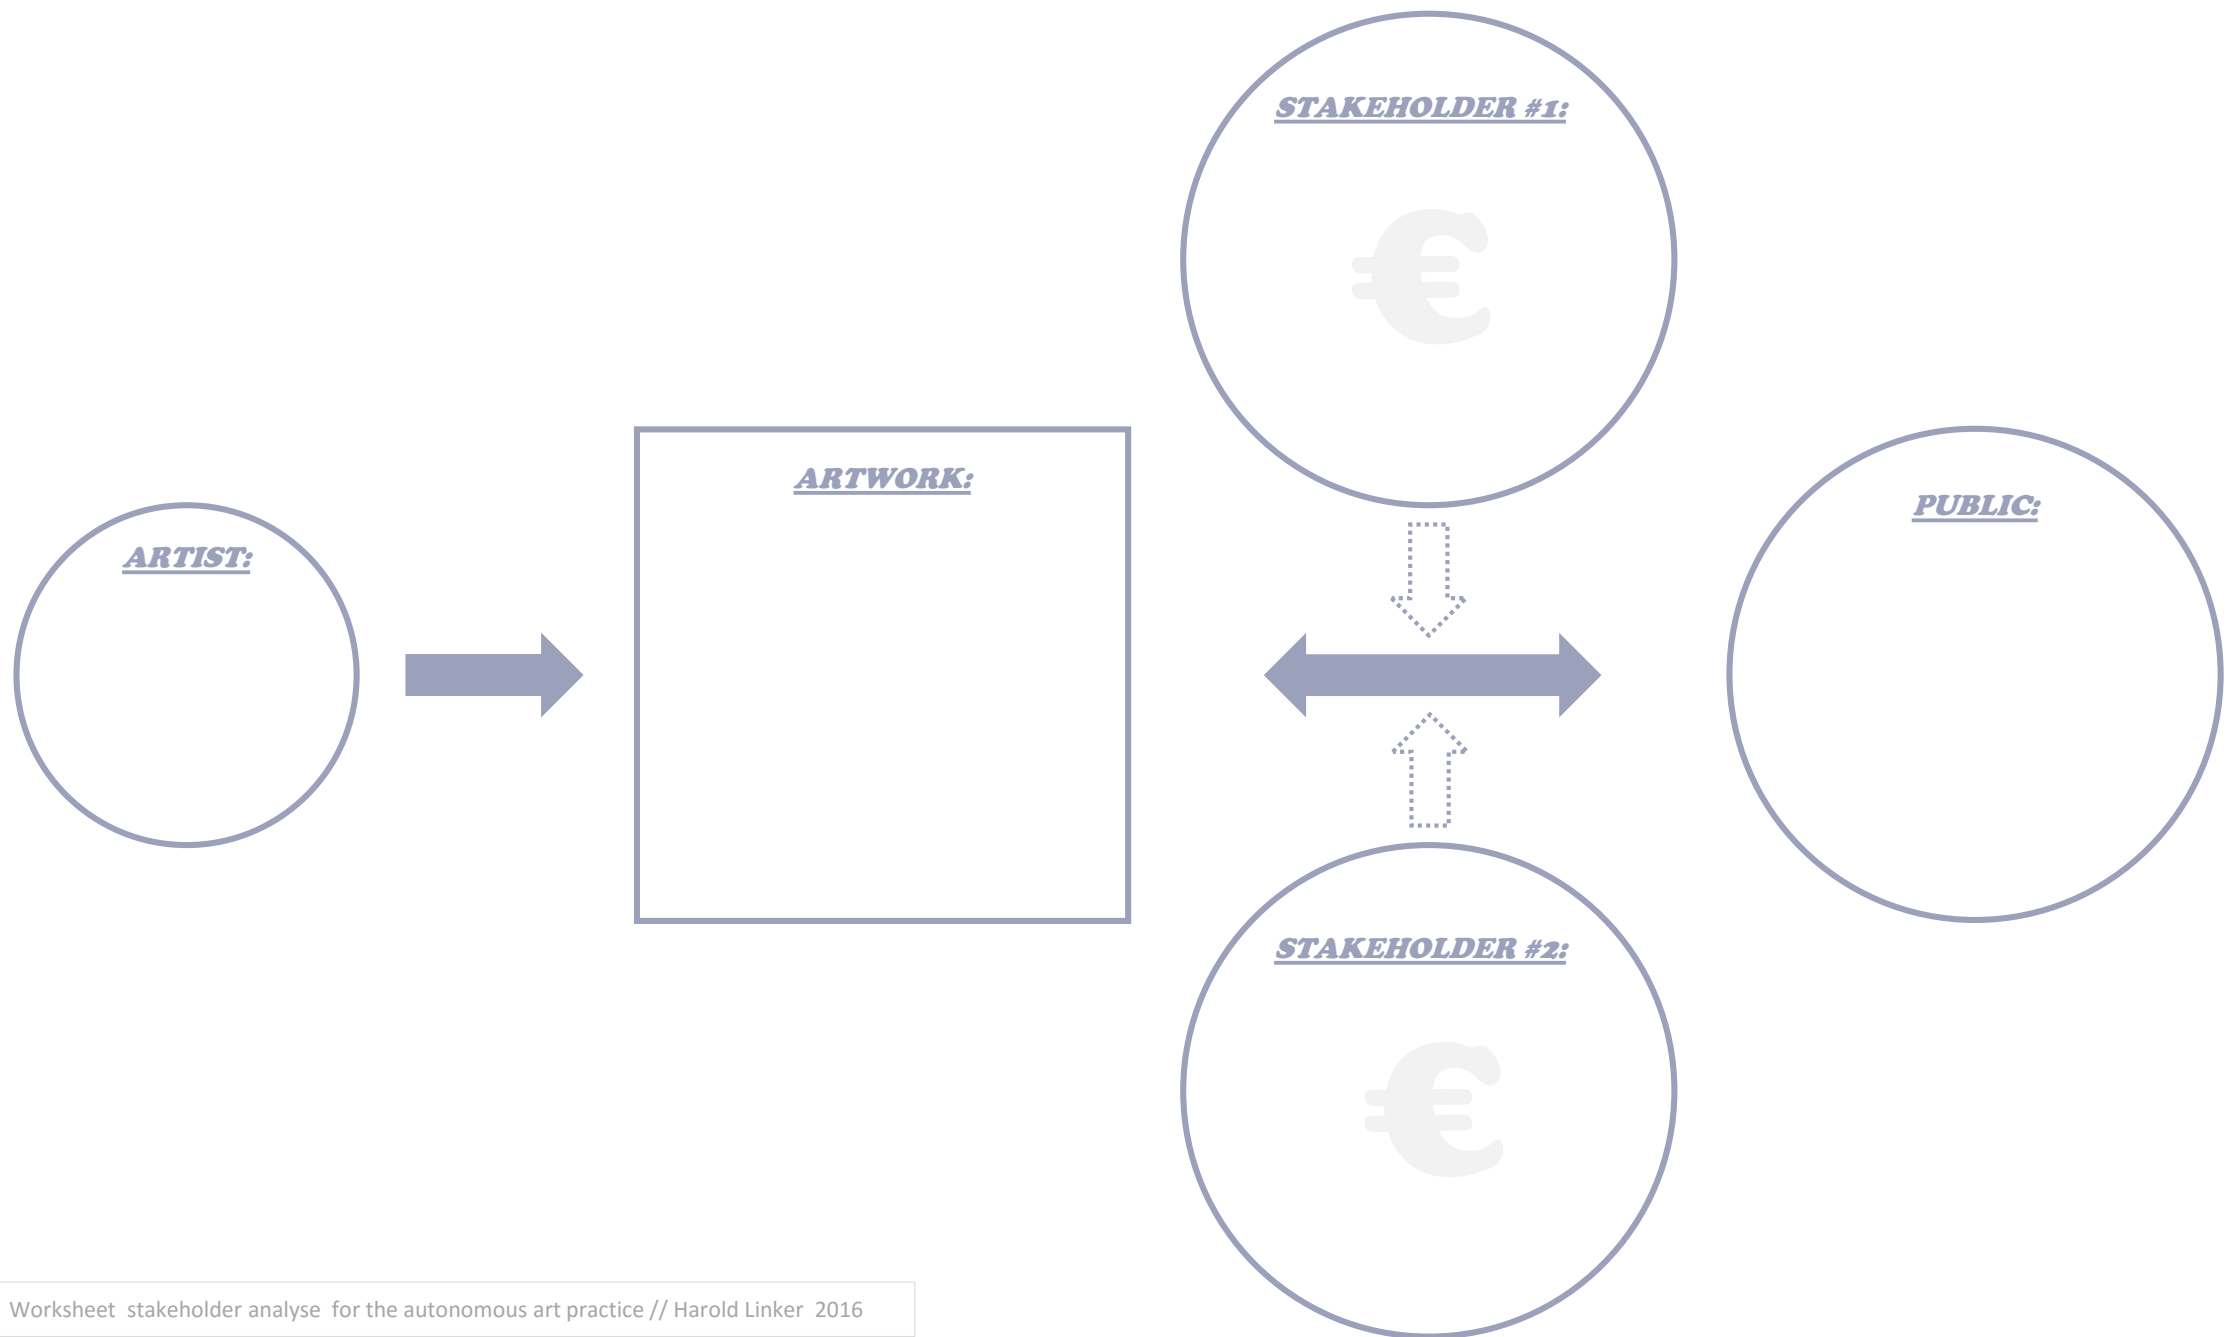 STAKEHOLDER #1:
€
ARTWORK:
PUBLIC:
ARTIST:
STAKEHOLDER #2:
€
Worksheet stakeholder analyse for the autonomous art practice // Harold Linker 2016